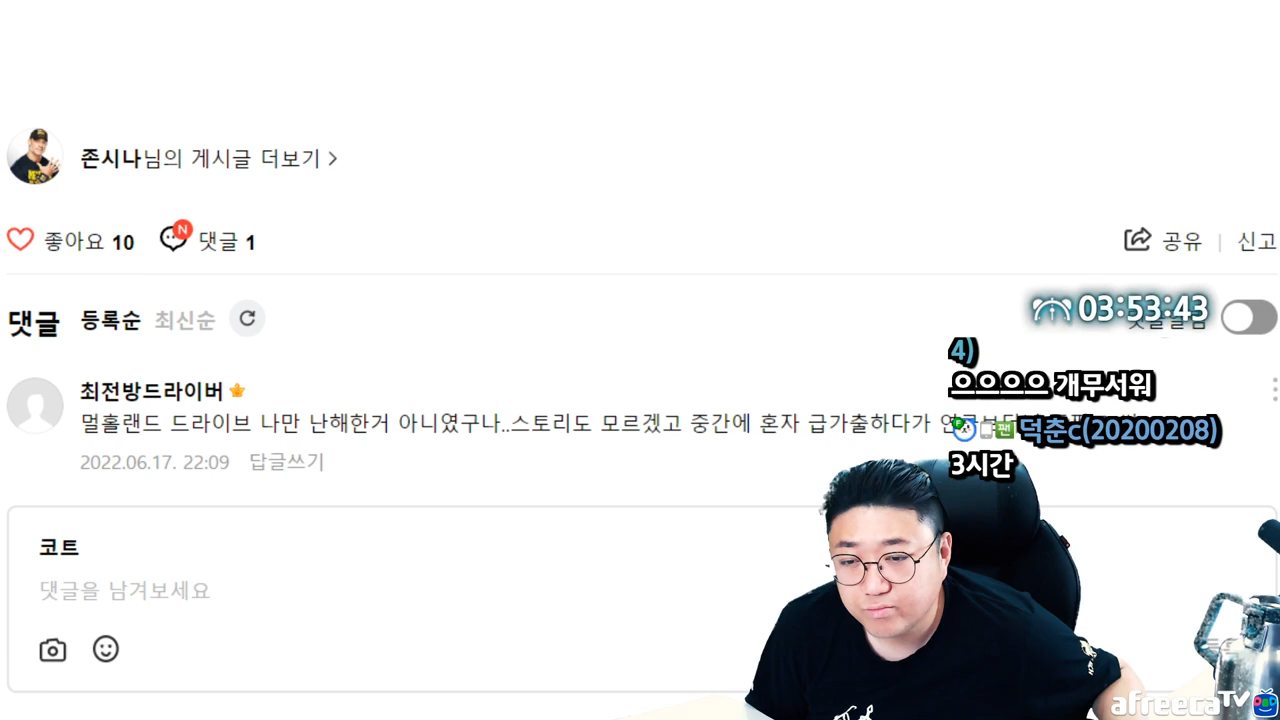 존시나님의 게시글 더보기
좋아요 10 댓글 1
공유 | 신고
댓글 등록순 최신순
03:53:43
4)
으으으으 개무서워
최전방드라이버
멀홀랜드 드라이브 나만 난해한거 아니였구나..스토리도 모르겠고 중간에 혼자 급가출하다가
팬 덕춘c(20200208)
2022.06.17. 22:09 답글쓰기
3시간
코트
댓글을 남겨보세요
afreecaTV